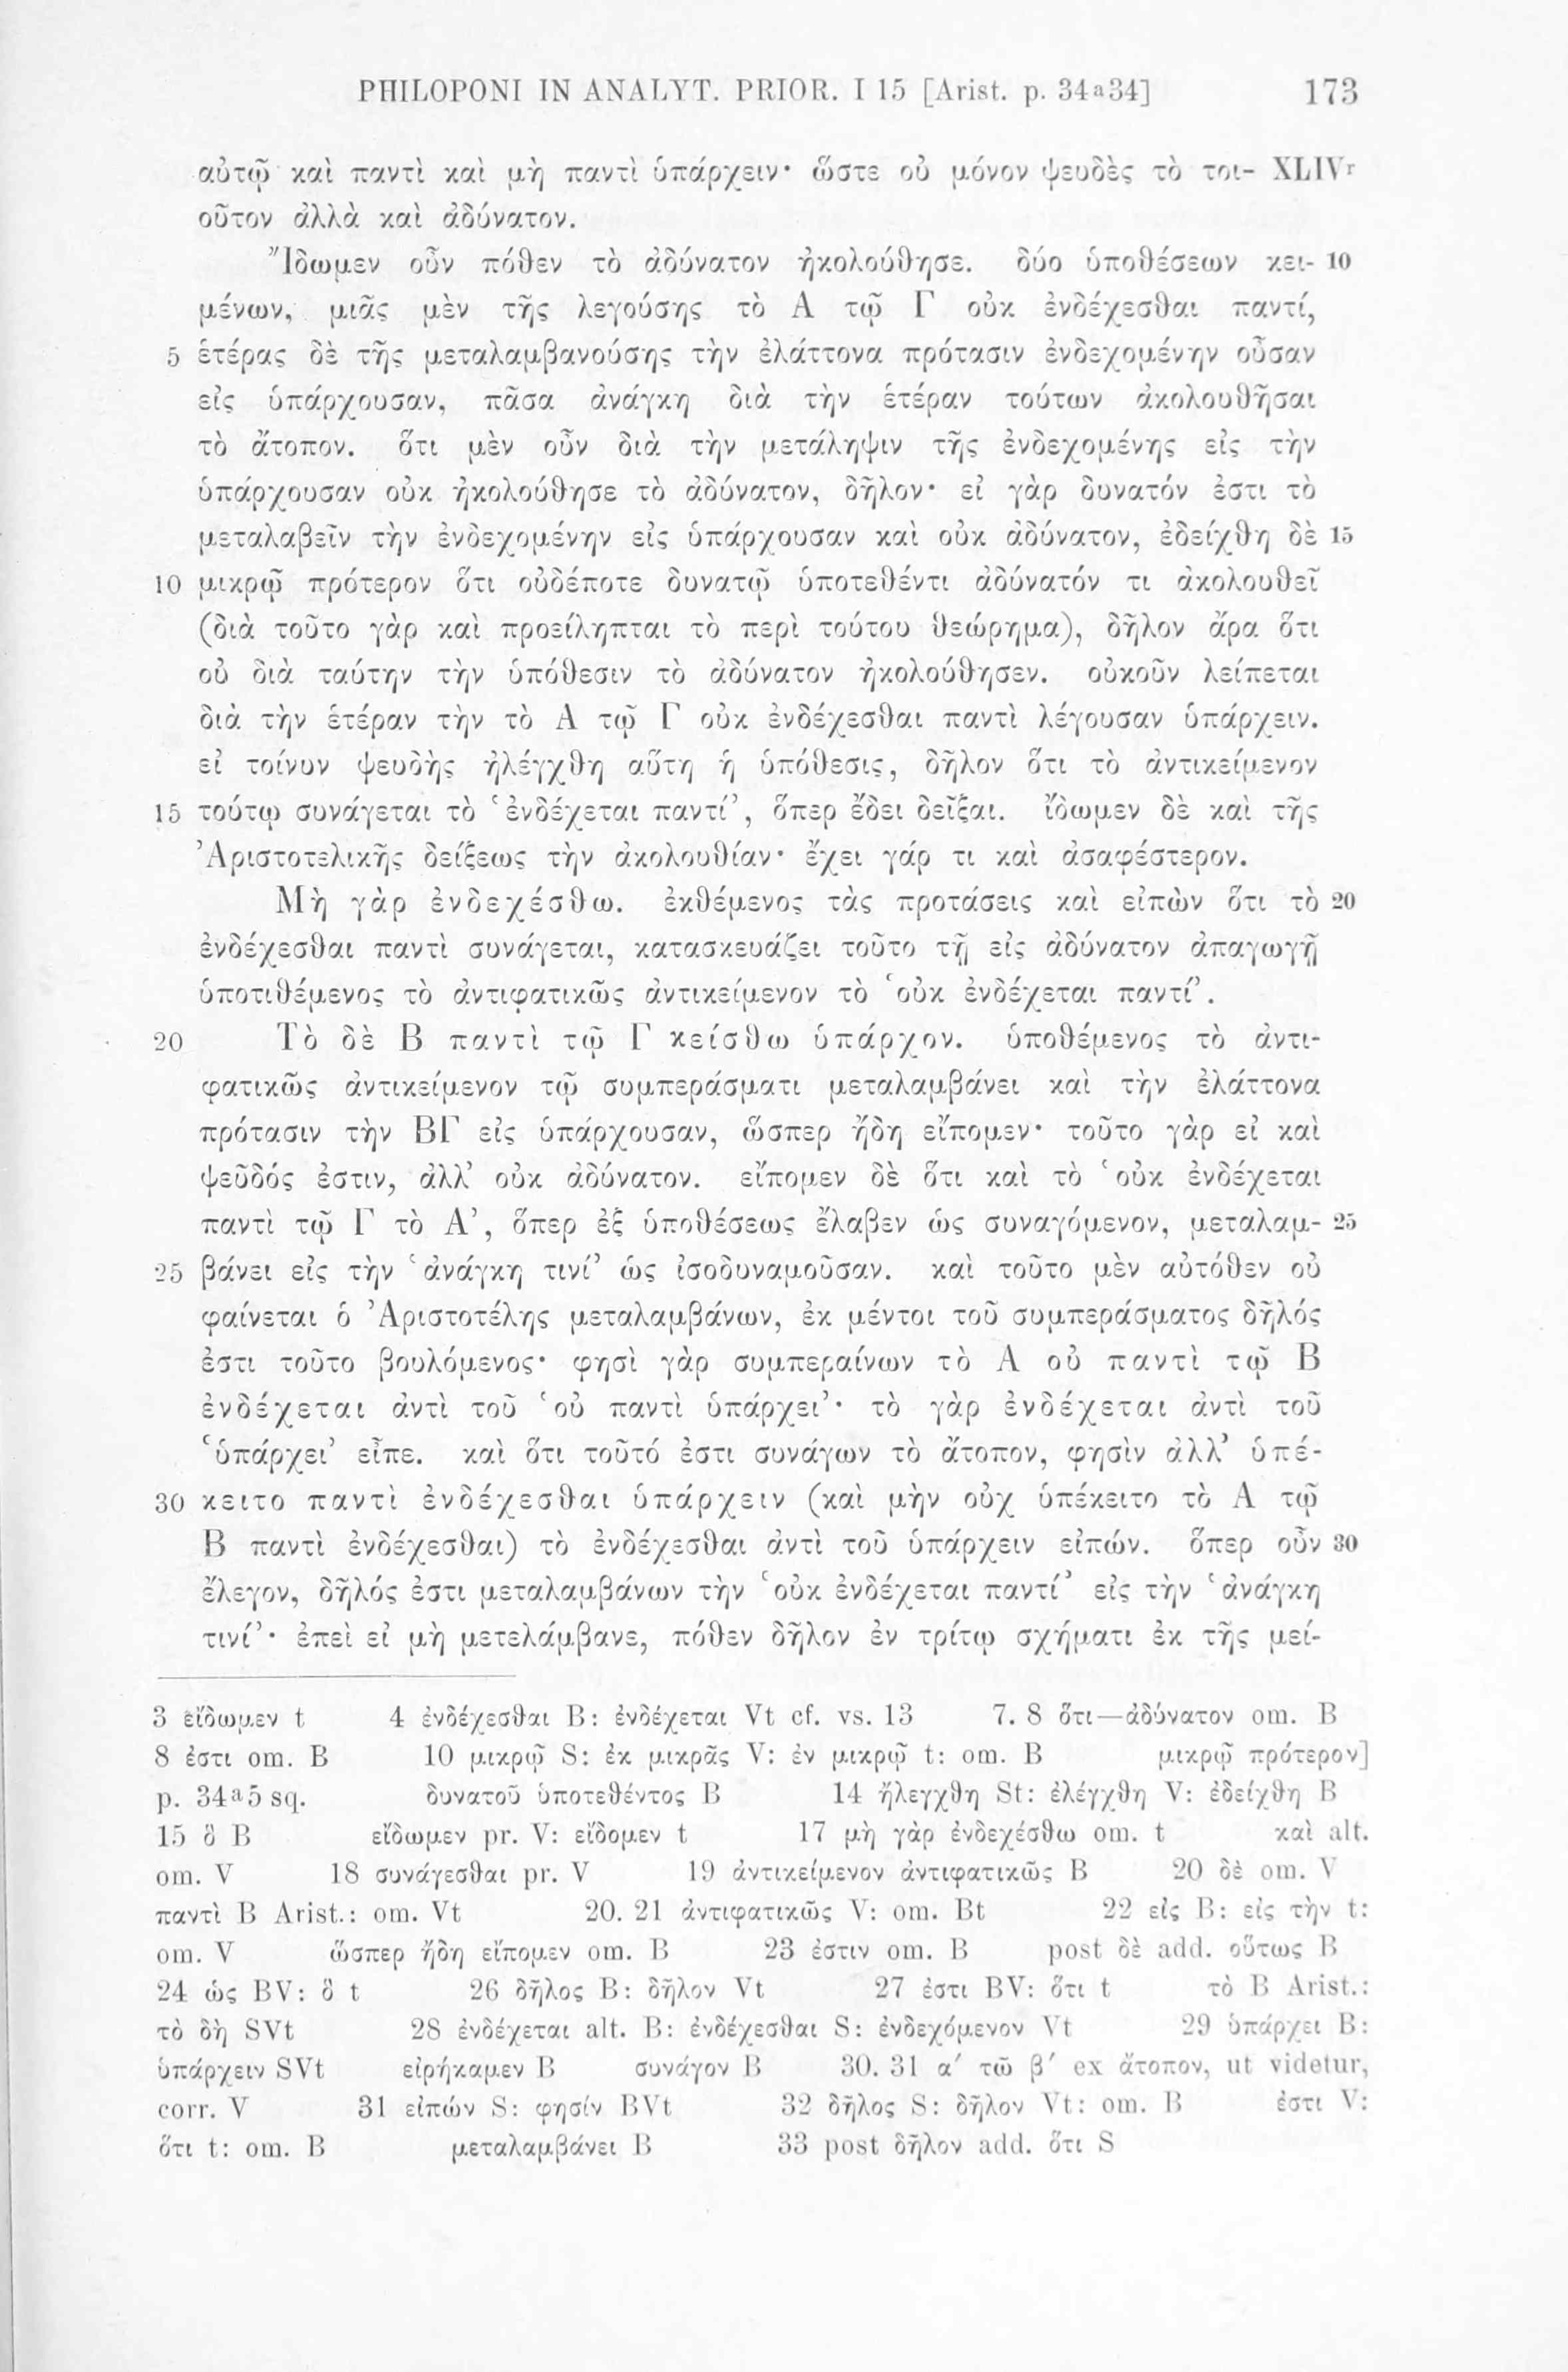 PHILOPONI IN ANALYT. PRIOR. I 15 [Arist. p. 34a34] 173
αὐτῷ καὶ παντὶ καὶ μὴ παντὶ ὑπάρχειν· ὥστε οὐ μόνον ψευδὲς τὸ τοι- XLIVr
οῦτον ἀλλὰ καὶ ἀδύνατον.
Ἴδωμεν οὖν πόθεν τὸ ἀδύνατον ἠκολούθησε. δύο ὑποθέσεων κει- 10
μένων, μιᾶς μὲν τῆς λεγούσης τὸ Α τῷ Γ οὐκ ἐνδέχεσθαι παντί,
5 ἑτέρας δὲ τῆς μεταλαμβανούσης τὴν ἐλάττονα πρότασιν ἐνδεχομένην οὖσαν
εἰς ὑπάρχουσαν, πᾶσα ἀνάγκη διὰ τὴν ἑτέραν τούτων ἀκολουθῆσαι
τὸ ἄτοπον. ὅτι μὲν οὖν διὰ τὴν μετάληψιν τῆς ἐνδεχομένης εἰς τὴν
ὑπάρχουσαν οὐκ ἠκολούθησε τὸ ἀδύνατον, δῆλον· εἰ γὰρ δυνατόν ἐστι τὸ
μεταλαβεῖν τὴν ἐνδεχομένην εἰς ὑπάρχουσαν καὶ οὐκ ἀδύνατον, ἐδείχθη δὲ 15
10 μικρῷ πρότερον ὅτι οὐδέποτε δυνατῷ ὑποτεθέντι ἀδύνατόν τι ἀκολουθεῖ
(διὰ τοῦτο γὰρ καὶ προείληπται τὸ περὶ τούτου θεώρημα), δῆλον ἄρα ὅτι
οὐ διὰ ταύτην τὴν ὑπόθεσιν τὸ ἀδύνατον ἠκολούθησεν. οὐκοῦν λείπεται
διὰ τὴν ἑτέραν τὴν τὸ Α τῷ Γ οὐκ ἐνδέχεσθαι παντὶ λέγουσαν ὑπάρχειν.
εἰ τοίνυν ψευδὴς ἠλέγχθη αὕτη ἡ ὑπόθεσις, δῆλον ὅτι τὸ ἀντικείμενον
15 τούτῳ συνάγεται τὸ ‘ἐνδέχεται παντί’, ὅπερ ἔδει δεῖξαι. ἴδωμεν δὲ καὶ τῆς
Ἀριστοτελικῆς δείξεως τὴν ἀκολουθίαν· ἔχει γάρ τι καὶ ἀσαφέστερον.
Μὴ γὰρ ἐνδεχέσθω. ἐκθέμενος τὰς προτάσεις καὶ εἰπὼν ὅτι τὸ 20
ἐνδέχεσθαι παντὶ συνάγεται, κατασκευάζει τοῦτο τῇ εἰς ἀδύνατον ἀπαγωγῇ
ὑποτιθέμενος τὸ ἀντιφατικῶς ἀντικείμενον τὸ ‘οὐκ ἐνδέχεται παντί’.
20 Τὸ δὲ Β παντὶ τῷ Γ κείσθω ὑπάρχον. ὑποθέμενος τὸ ἀντι-
φατικῶς ἀντικείμενον τῷ συμπεράσματι μεταλαμβάνει καὶ τὴν ἐλάττονα
πρότασιν τὴν ΒΓ εἰς ὑπάρχουσαν, ὥσπερ ἤδη εἴπομεν· τοῦτο γὰρ εἰ καὶ
ψεῦδός ἐστιν, ἀλλ’ οὐκ ἀδύνατον. εἴπομεν δὲ ὅτι καὶ τὸ ‘οὐκ ἐνδέχεται
παντὶ τῷ Γ τὸ Α’, ὅπερ ἐξ ὑποθέσεως ἔλαβεν ὡς συναγόμενον, μεταλαμ- 25
25 βάνει εἰς τὴν ‘ἀνάγκη τινί’ ὡς ἰσοδυναμοῦσαν. καὶ τοῦτο μὲν αὐτόθεν οὐ
φαίνεται ὁ Ἀριστοτέλης μεταλαμβάνων, ἐκ μέντοι τοῦ συμπεράσματος δῆλός
ἐστι τοῦτο βουλόμενος· φησὶ γὰρ συμπεραίνων τὸ Α οὐ παντὶ τῷ Β
ἐνδέχεται ἀντὶ τοῦ ‘οὐ παντὶ ὑπάρχει’· τὸ γὰρ ἐνδέχεται ἀντὶ τοῦ
‘ὑπάρχει’ εἶπε. καὶ ὅτι τοῦτό ἐστι συνάγων τὸ ἄτοπον, φησὶν ἀλλ’ ὑπέ-
30 κειτο παντὶ ἐνδέχεσθαι ὑπάρχειν (καὶ μὴν οὐχ ὑπέκειτο τὸ Α τῷ
Β παντὶ ἐνδέχεσθαι) τὸ ἐνδέχεσθαι ἀντὶ τοῦ ὑπάρχειν εἰπών. ὅπερ οὖν 30
ἔλεγον, δῆλός ἐστι μεταλαμβάνων τὴν ‘οὐκ ἐνδέχεται παντί’ εἰς τὴν ‘ἀνάγκη
τινί’· ἐπεὶ εἰ μὴ μετελάμβανε, πόθεν δῆλον ἐν τρίτῳ σχήματι ἐκ τῆς μεί-
3 εἴδωμεν t 4 ἐνδέχεσθαι B: ἐνδέχεται Vt cf. vs. 13 7. 8 ὅτι—ἀδύνατον om. B
8 ἐστι om. B 10 μικρῷ S: ἐκ μικρᾶς V: ἐν μικρῷ t: om. B μικρῷ πρότερον]
p. 34a5 sq. δυνατοῦ ὑποτεθέντος B 14 ἠλεγχθη St: ἐλέγχθη V: ἐδείχθη B
15 ὃ B εἴδωμεν pr. V: εἴδομεν t 17 μὴ γὰρ ἐνδεχέσθω om. t καὶ alt.
om. V 18 συνάγεσθαι pr. V 19 ἀντικείμενον ἀντιφατικῶς B 20 δὲ om. V
παντὶ B Arist.: om. Vt 20. 21 ἀντιφατικῶς V: om. Bt 22 εἰς B: εἰς τὴν t:
om. V ὥσπερ ἤδη εἴπομεν om. B 23 ἐστιν om. B post δὲ add. οὕτως B
24 ὡς BV: ὃ t 26 δῆλος B: δῆλον Vt 27 ἐστι BV: ὅτι t τὸ B Arist.:
τὸ δὴ SVt 28 ἐνδέχεται alt. B: ἐνδέχεσθαι S: ἐνδεχόμενον Vt 29 ὑπάρχει B:
ὑπάρχειν SVt εἰρήκαμεν B συνάγον B 30. 31 α′ τῶ β′ ex ἄτοπον, ut videtur,
corr. V 31 εἰπών S: φησίν BVt 32 δῆλος S: δῆλον Vt: om. B ἐστι V:
ὅτι t: om. B μεταλαμβάνει B 33 post δῆλον add. ὅτι S